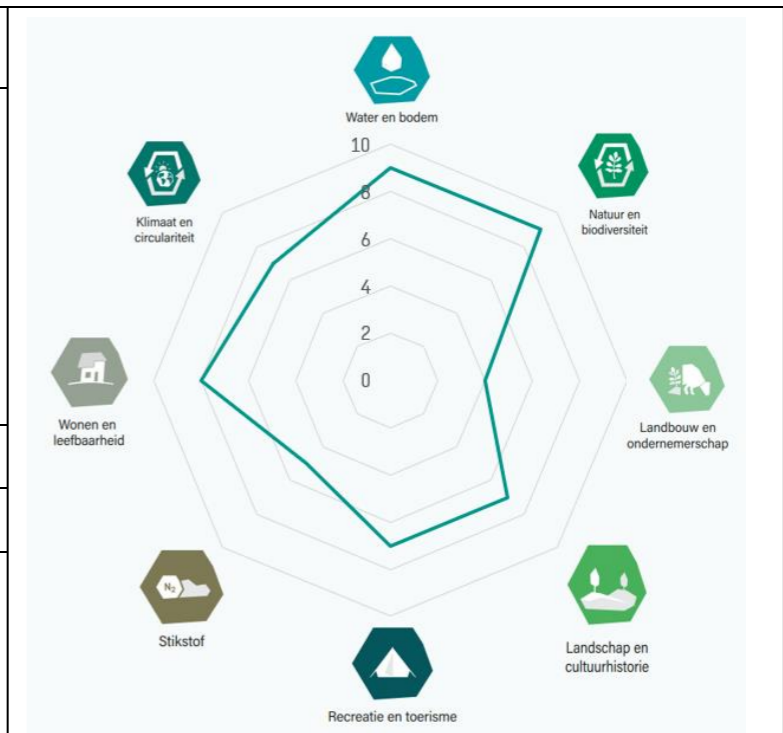 Water en bodem
10
8
6
4
2
0
Natuur en
biodiversiteit
Landbouw en
ondernemerschap
Landschap en
cultuurhistorie
Recreatie en toerisme
N₂
Stikstof
Wonen en
leefbaarheid
Klimaat en
circulariteit